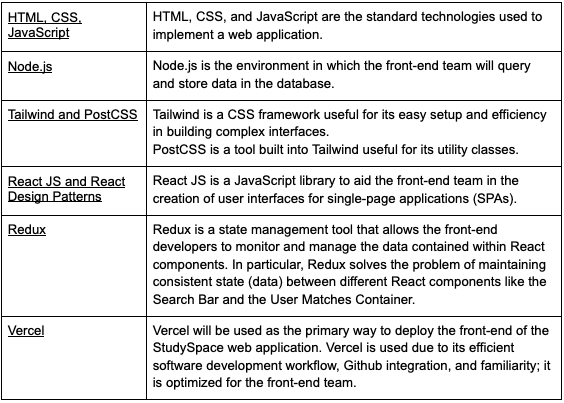 HTML, CSS,
JavaScript
HTML, CSS, and JavaScript are the standard technologies used to
implement a web application.
Node.js
Node.js is the environment in which the front-end team will query
and store data in the database.
Tailwind and PostCSS
Tailwind is a CSS framework useful for its easy setup and efficiency
in building complex interfaces.
PostCSS is a tool built into Tailwind useful for its utility classes.
React JS and React
Design Patterns
React JS is a JavaScript library to aid the front-end team in the
creation of user interfaces for single-page applications (SPAs).
Redux
Redux is a state management tool that allows the front-end
developers to monitor and manage the data contained within React
components. In particular, Redux solves the problem of maintaining
consistent state (data) between different React components like the
Search Bar and the User Matches Container.
Vercel
Vercel will be used as the primary way to deploy the front-end of the
StudySpace web application. Vercel is used due to its efficient
software development workflow, Github integration, and familiarity; it
is optimized for the front-end team.